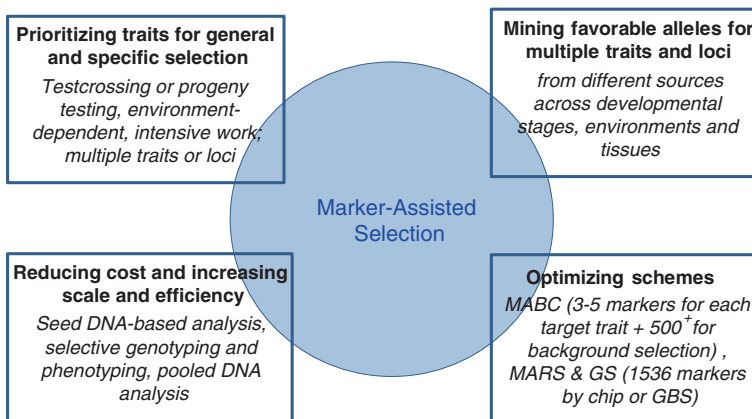 Prioritizing traits for general
and specific selection
Testcrossing or progeny
testing, environment-
dependent, intensive work;
multiple traits or loci
Mining favorable alleles for
multiple traits and loci
from different sources
across developmental
stages, environments and
tissues
Marker-Assisted
Selection
Reducing cost and increasing
scale and efficiency
Seed DNA-based analysis,
selective genotyping and
phenotyping, pooled DNA
analysis
Optimizing schemes
MABC (3-5 markers for each
target trait + 500⁺ for
background selection) ,
MARS & GS (1536 markers
by chip or GBS)